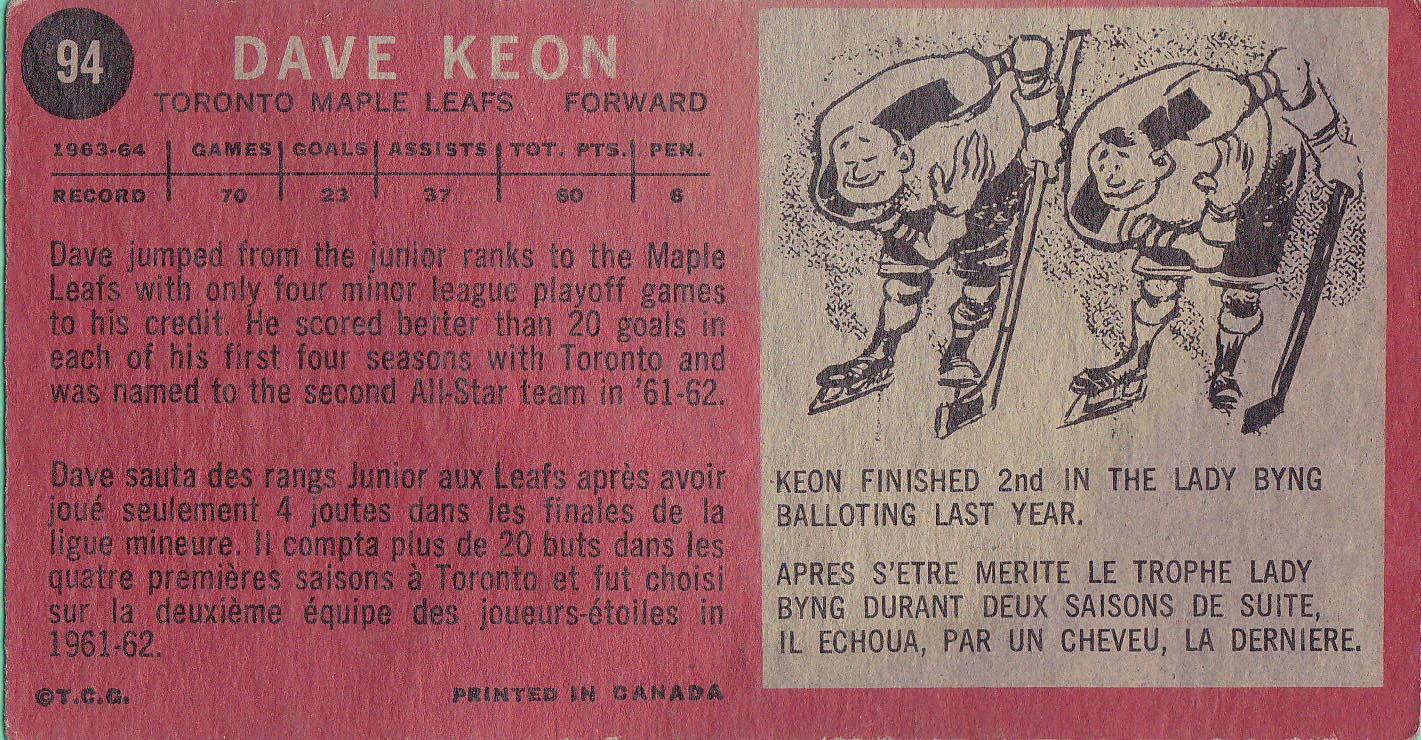 94
DAVE KEON
TORONTO MAPLE LEAFS FORWARD
1963-64 GAMES GOALS ASSISTS TOT. PTS. PEN.
RECORD 70 23 37 60 6
Dave jumped from the junior ranks to the Maple
Leafs with only four minor league playoff games
to his credit. He scored better than 20 goals in
each of his first four seasons with Toronto and
was named to the second All-Star team in '61-62.
Dave sauta des rangs Junior aux Leafs après avoir
joué seulement 4 joutes dans les finales de la
ligue mineure. Il compta plus de 20 buts dans les
quatre premières saisons à Toronto et fut choisi
sur la deuxième équipe des joueurs-étoiles in
1961-62.
©T.C.G. PRINTED IN CANADA
KEON FINISHED 2nd IN THE LADY BYNG
BALLOTING LAST YEAR.
APRES S'ETRE MERITE LE TROPHE LADY
BYNG DURANT DEUX SAISONS DE SUITE,
IL ECHOUA, PAR UN CHEVEU, LA DERNIERE.